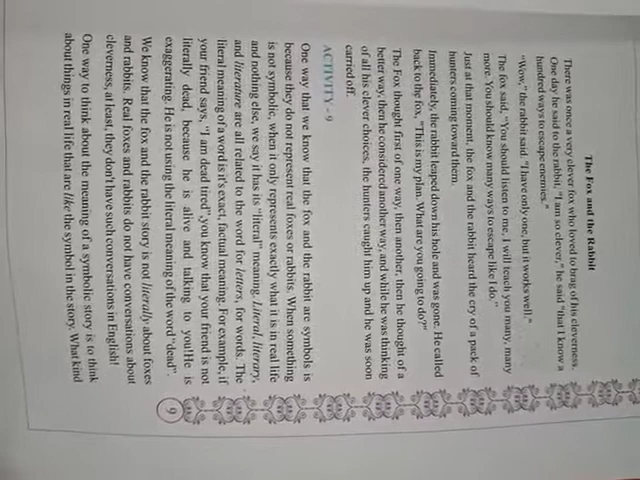 The Fox and the Rabbit
There was once a very clever fox who loved to brag of his cleverness.
One day he said to the rabbit, "I am so clever," he said "that I know a
hundred ways to escape enemies."
"Wow," the rabbit said. "I have only one, but it works well."
The fox said, "You should listen to me, I will teach you many, many
more. You should know many ways to escape like I do."
Just at that moment, the fox and the rabbit heard the cry of a pack of
hunters coming toward them.
Immediately, the rabbit leaped down his hole and was gone. He called
back to the fox, "This is my plan. What are you going to do?"
The Fox thought first of one way, then another, then he thought of a
better way, then he considered another way, and while he was thinking
of all his clever choices, the hunters caught him up and he was soon
carried off.
ACTIVITY - 9
One way that we know that the fox and the rabbit are symbols is
because they do not represent real foxes or rabbits. When something
is not symbolic, when it only represents exactly what it is in real life
and nothing else, we say it has its "literal" meaning. Literal, literary,
and literature are all related to the word for letters, for words. The
literal meaning of a word is it's exact, factual meaning. For example, if
your friend says, "I am dead tired",you know that your friend is not
literally dead, because he is alive and talking to you!He is
exaggerating. He is not using the literal meaning of the word "dead".
We know that the fox and the rabbit story is not literally about foxes
and rabbits. Real foxes and rabbits do not have conversations about
cleverness, at least, they don't have such conversations in English!
One way to think about the meaning of a symbolic story is to think
about things in real life that are like the symbol in the story. What kind
9